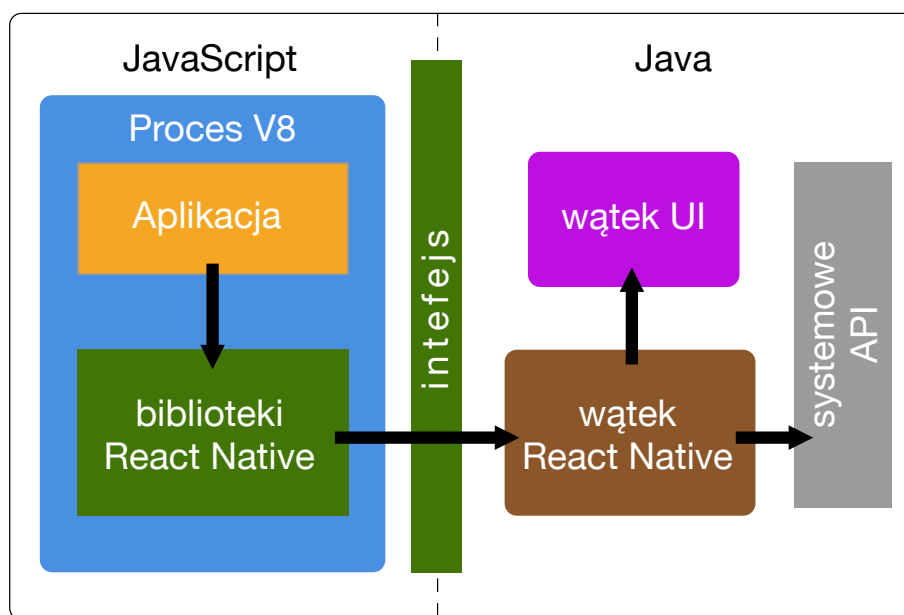 JavaScript
Java
Proces V8
Aplikacja
biblioteki
React Native
intefejs
wątek UI
wątek
React Native
systemowe
API